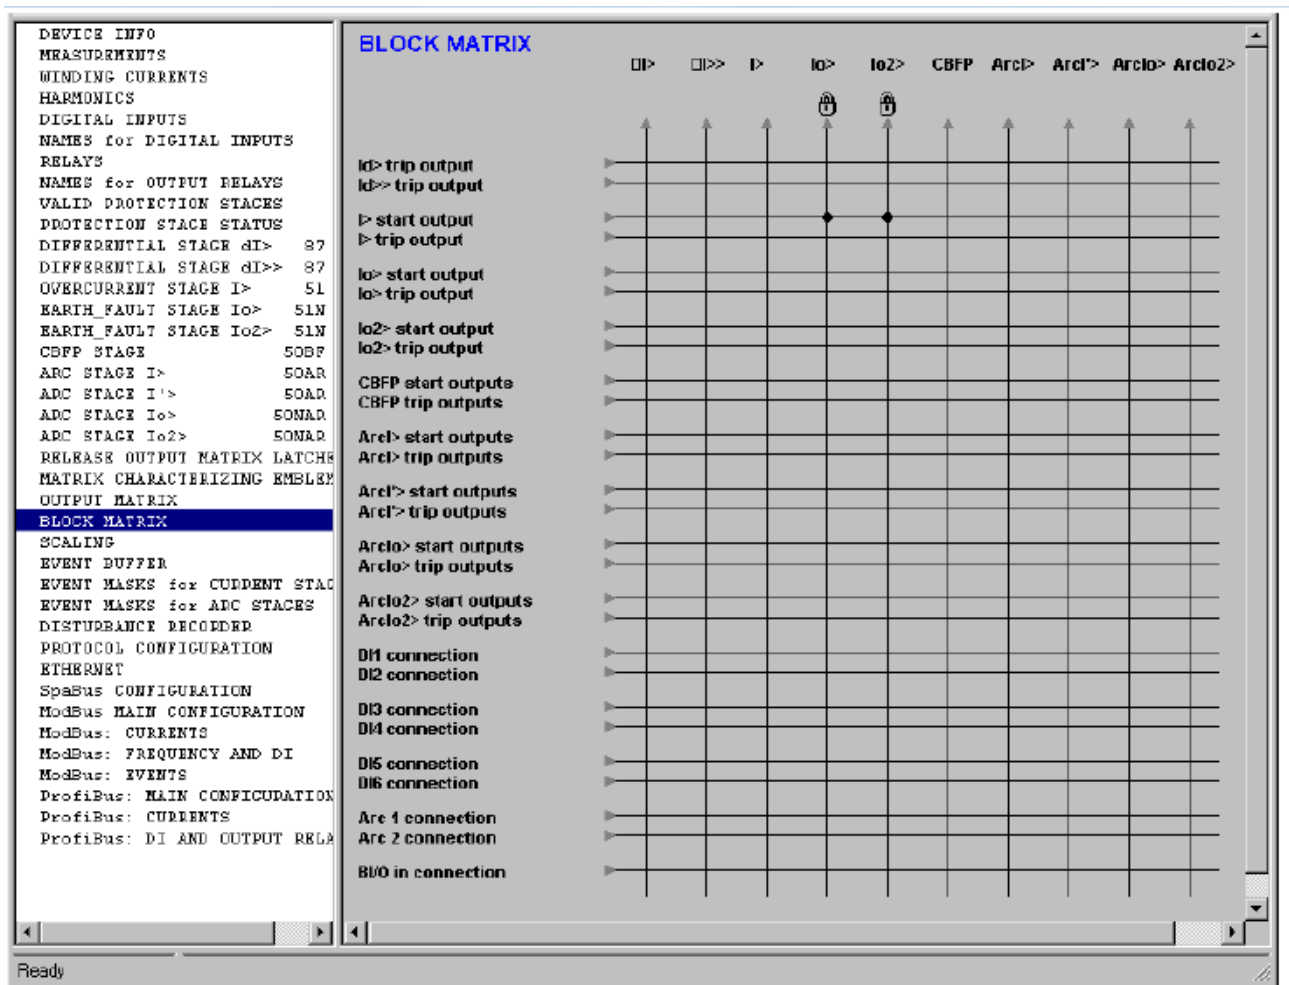 DEVICE INFO
MEASUREMENTS
WINDING CURRENTS
HARMONICS
DIGITAL INPUTS
NAMES for DIGITAL INPUTS
RELAYS
NAMES for OUTPUT RELAYS
VALID PROTECTION STAGES
PROTECTION STAGE STATUS
DIFFERENTIAL STAGE dI> 87
DIFFERENTIAL STAGE dI>> 87
OVERCURRENT STAGE I> 51
EARTH_FAULT STAGE Io> 51N
EARTH_FAULT STAGE Io2> 51N
CBFP STAGE 50BF
ARC STAGE I> 50AR
ARC STAGE I'> 50AR
ARC STAGE Io> 50NAR
ARC STAGE Io2> 50NAR
RELEASE OUTPUT MATRIX LATCHE
MATRIX CHARACTERIZING EMBLEM
OUTPUT MATRIX
BLOCK MATRIX
SCALING
EVENT BUFFER
EVENT MASKS for CURRENT STAG
EVENT MASKS for ARC STAGES
DISTURBANCE RECORDER
PROTOCOL CONFIGURATION
ETHERNET
SpaBus CONFIGURATION
ModBus MAIN CONFIGURATION
ModBus: CURRENTS
ModBus: FREQUENCY AND DI
ModBus: EVENTS
ProfiBus: MAIN CONFIGURATION
ProfiBus: CURRENTS
ProfiBus: DI AND OUTPUT RELA
BLOCK MATRIX
□I> □I>> I> Io> Io2> CBFP ArcI> ArcI'> ArcIo> ArcIo2>
Id> trip output
Id>> trip output
I> start output
I> trip output
Io> start output
Io> trip output
Io2> start output
Io2> trip output
CBFP start outputs
CBFP trip outputs
ArcI> start outputs
ArcI> trip outputs
ArcI'> start outputs
ArcI'> trip outputs
ArcIo> start outputs
ArcIo> trip outputs
ArcIo2> start outputs
ArcIo2> trip outputs
DI1 connection
DI2 connection
DI3 connection
DI4 connection
DI5 connection
DI6 connection
Arc 1 connection
Arc 2 connection
BI/O in connection
Ready